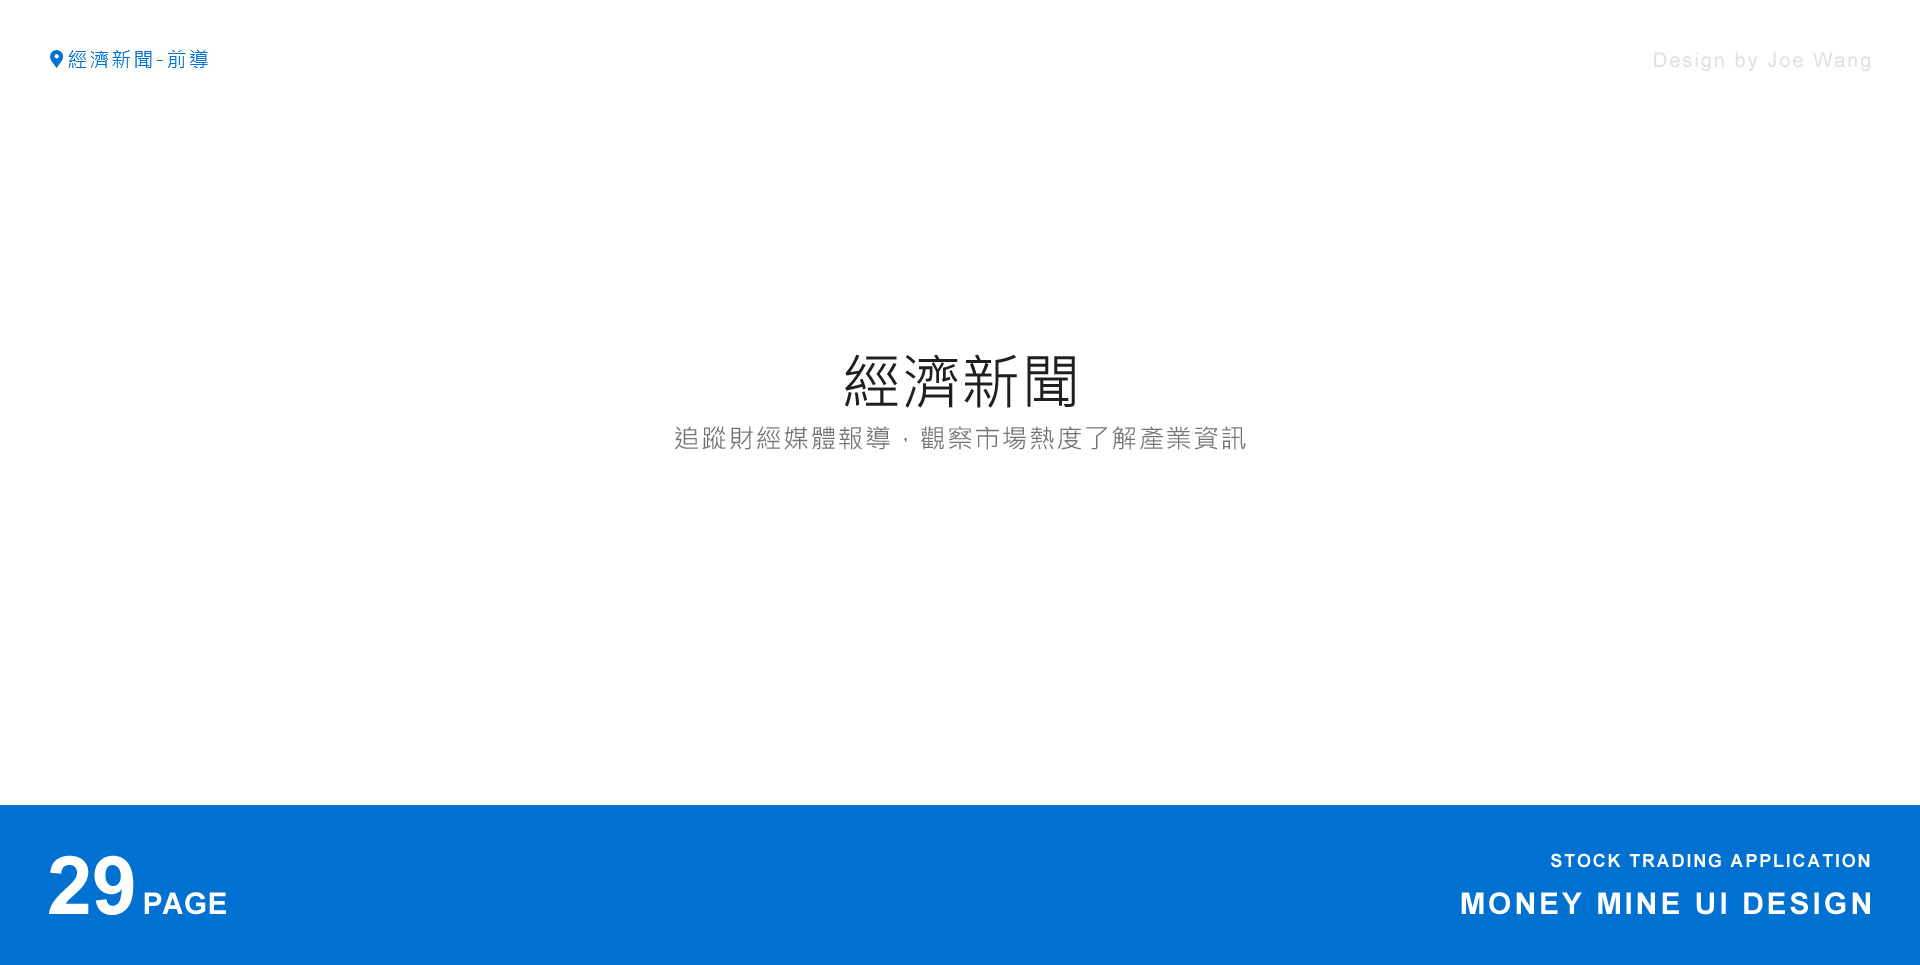 經濟新聞-前導
Design by Joe Wang
經濟新聞
追蹤財經媒體報導，觀察市場熱度了解產業資訊
29 PAGE
STOCK TRADING APPLICATION
MONEY MINE UI DESIGN